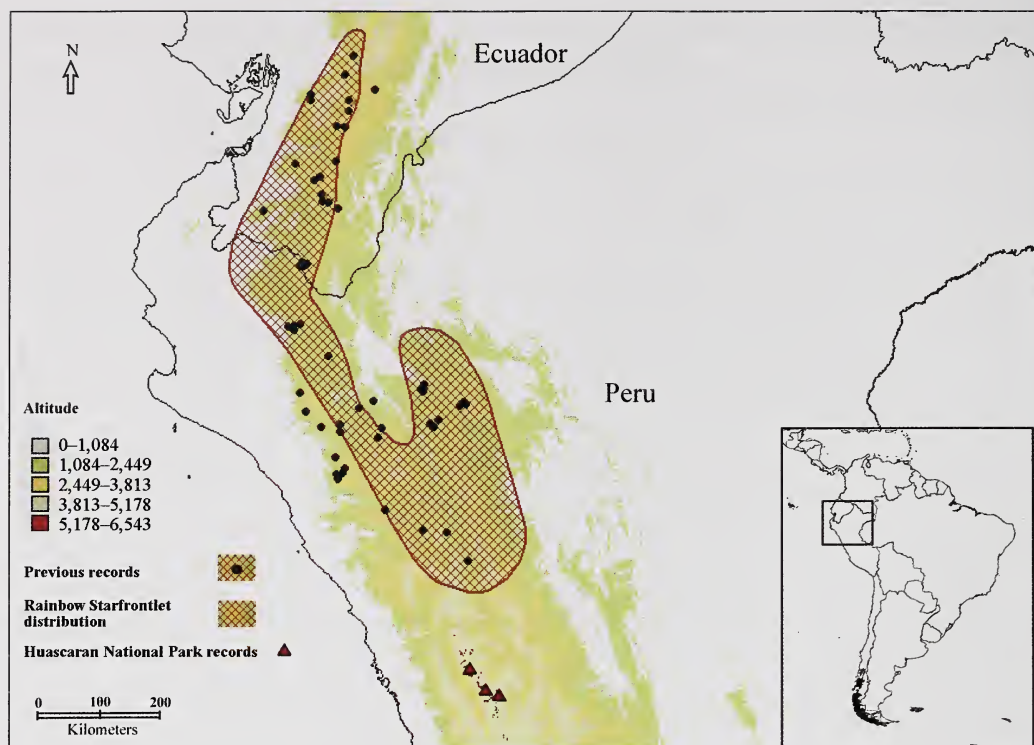 N
Ecuador
Peru
Altitude
0–1,084
1,084–2,449
2,449–3,813
3,813–5,178
5,178–6,543
Previous records
Rainbow Starfrontlet
distribution
Huascaran National Park records
0 100 200
Kilometers